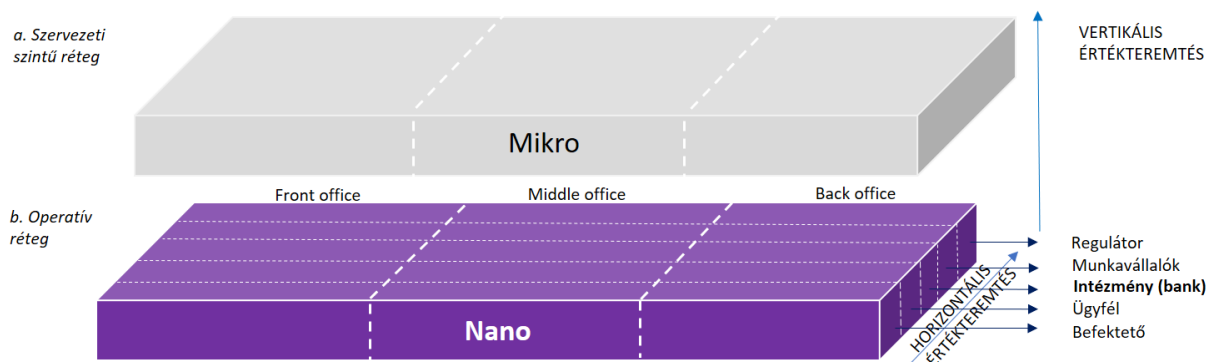 a. Szervezeti
szintű réteg
VERTIKÁLIS
ÉRTÉKTEREMTÉS
Mikro
Front office
Middle office
Back office
b. Operatív
réteg
Nano
HORIZONTÁLIS
ÉRTÉKTEREMTÉS
Regulátor
Munkavállalók
Intézmény (bank)
Ügyfél
Befektető